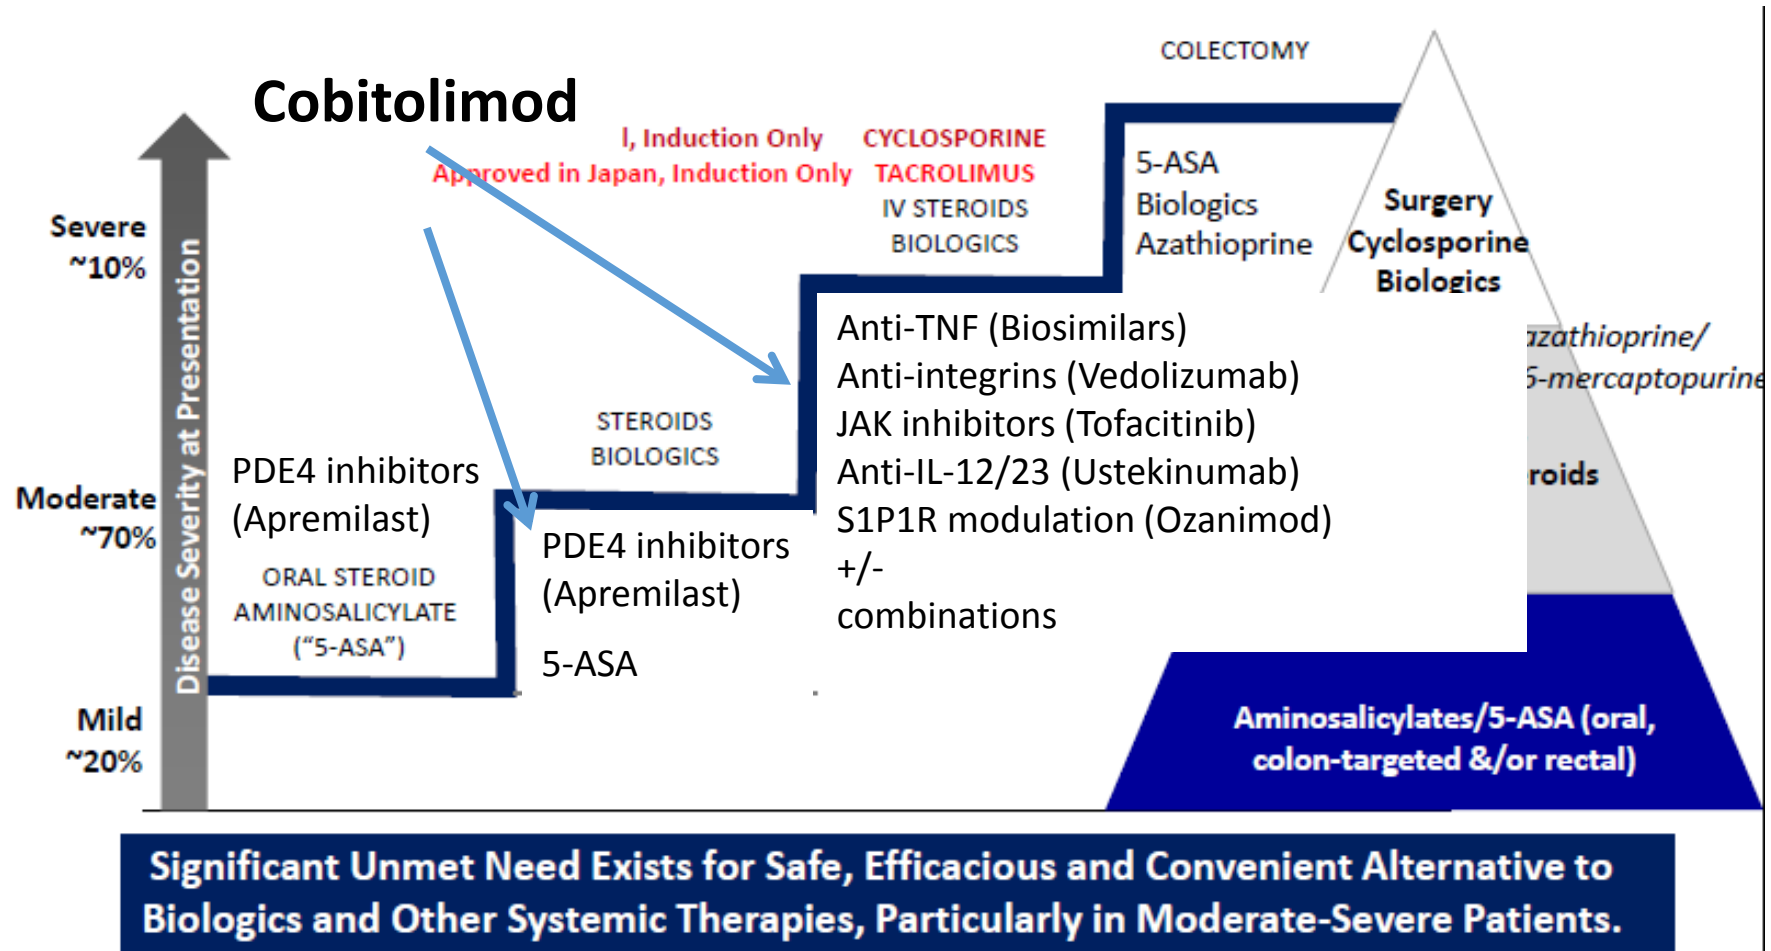 COLECTOMY
Cobitolimod
l, Induction Only
CYCLOSPORINE
Approved in Japan, Induction Only
TACROLIMUS
IV STEROIDS
BIOLOGICS
5-ASA
Biologics
Azathioprine
Surgery
Cyclosporine
Biologics
Severe
~10%
Disease Severity at Presentation
Moderate
~70%
Mild
~20%
PDE4 inhibitors
(Apremilast)
ORAL STEROID
AMINOSALICYLATE
("5-ASA")
STEROIDS
BIOLOGICS
PDE4 inhibitors
(Apremilast)
5-ASA
Anti-TNF (Biosimilars)
Anti-integrins (Vedolizumab)
JAK inhibitors (Tofacitinib)
Anti-IL-12/23 (Ustekinumab)
S1P1R modulation (Ozanimod)
+/-
combinations
azathioprine/
6-mercaptopurine
roids
Aminosalicylates/5-ASA (oral,
colon-targeted &/or rectal)
Significant Unmet Need Exists for Safe, Efficacious and Convenient Alternative to
Biologics and Other Systemic Therapies, Particularly in Moderate-Severe Patients.